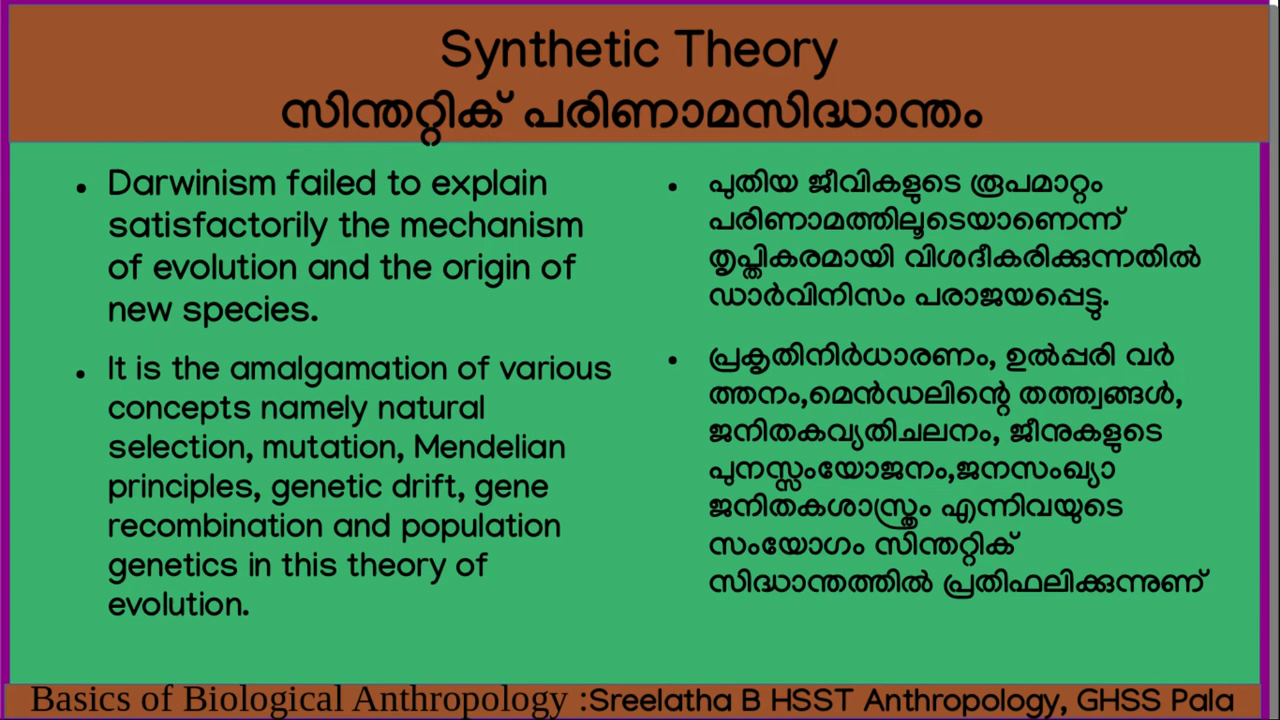 Synthetic Theory
സിന്തറ്റിക് പരിണാമസിദ്ധാന്തം
• Darwinism failed to explain
satisfactorily the mechanism
of evolution and the origin of
new species.
• It is the amalgamation of various
concepts namely natural
selection, mutation, Mendelian
principles, genetic drift, gene
recombination and population
genetics in this theory of
evolution.
• പുതിയ ജീവികളുടെ രൂപമാറ്റം
പരിണാമത്തിലൂടെയാണെന്ന്
തൃപ്തികരമായി വിശദീകരിക്കുന്നതിൽ
ഡാർവിനിസം പരാജയപ്പെട്ടു.
• പ്രകൃതിനിർധാരണം, ഉൽപ്പരി വർ
ത്തനം,മെൻഡലിന്റെ തത്ത്വങ്ങൾ,
ജനിതകവ്യതിചലനം, ജീനുകളുടെ
പുനസ്സംയോജനം,ജനസംഖ്യാ
ജനിതകശാസ്ത്രം എന്നിവയുടെ
സംയോഗം സിന്തറ്റിക്
സിദ്ധാന്തത്തിൽ പ്രതിഫലിക്കുന്നുണ്
Basics of Biological Anthropology :Sreelatha B HSST Anthropology, GHSS Pala